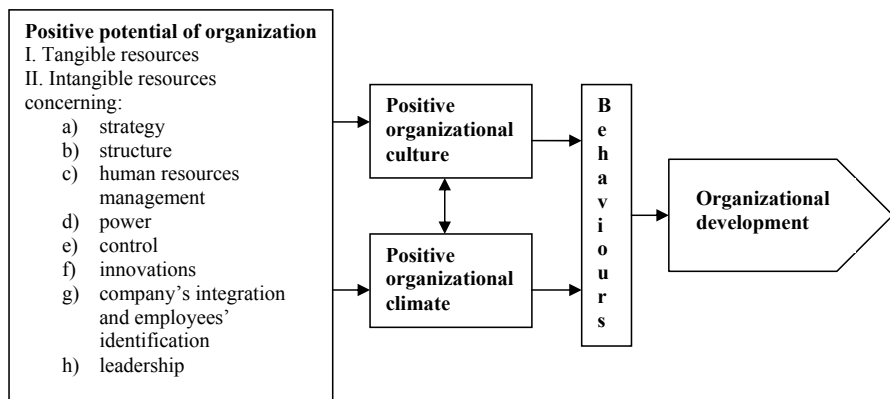 Positive potential of organization
I. Tangible resources
II. Intangible resources
concerning:
a) strategy
b) structure
c) human resources
management
d) power
e) control
f) innovations
g) company’s integration
and employees’
identification
h) leadership
Positive
organizational
culture
Positive
organizational
climate
Behaviours
Organizational
development